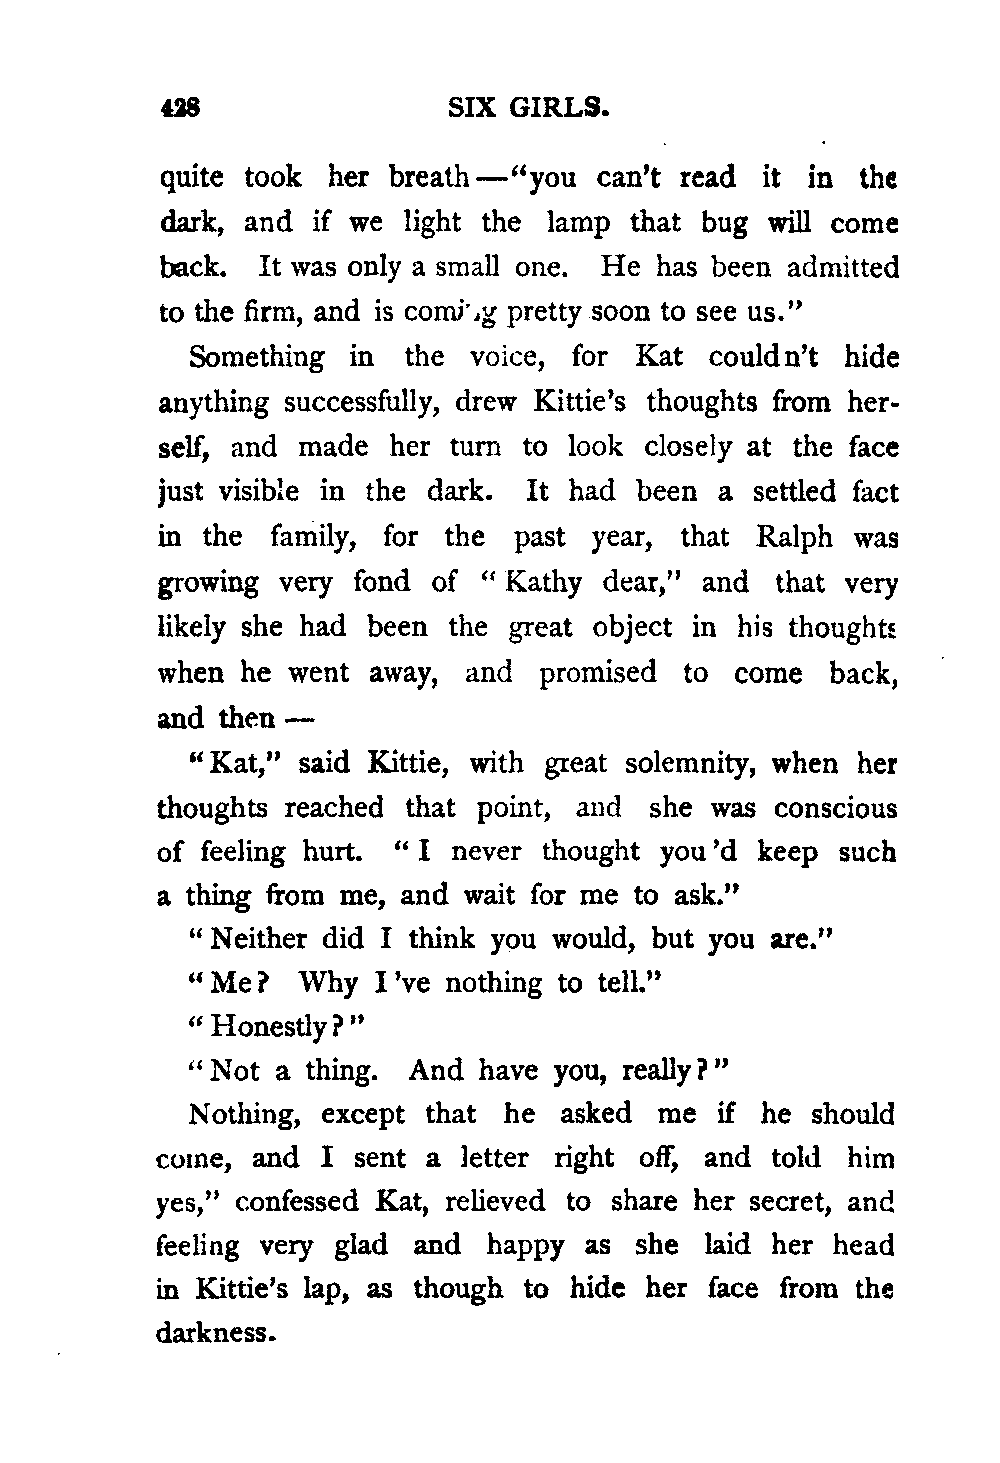 428 SIX GIRLS.
quite took her breath—“you can't read it in the
dark, and if we light the lamp that bug will come
back. It was only a small one. He has been admitted
to the firm, and is coming pretty soon to see us.”
Something in the voice, for Kat couldn't hide
anything successfully, drew Kittie's thoughts from her-
self, and made her turn to look closely at the face
just visible in the dark. It had been a settled fact
in the family, for the past year, that Ralph was
growing very fond of “Kathy dear,” and that very
likely she had been the great object in his thoughts
when he went away, and promised to come back,
and then —
“Kat,” said Kittie, with great solemnity, when her
thoughts reached that point, and she was conscious
of feeling hurt. “I never thought you'd keep such
a thing from me, and wait for me to ask.”
“Neither did I think you would, but you are.”
“Me? Why I've nothing to tell.”
“Honestly?”
“Not a thing. And have you, really?”
Nothing, except that he asked me if he should
come, and I sent a letter right off, and told him
yes,” confessed Kat, relieved to share her secret, and
feeling very glad and happy as she laid her head
in Kittie's lap, as though to hide her face from the
darkness.